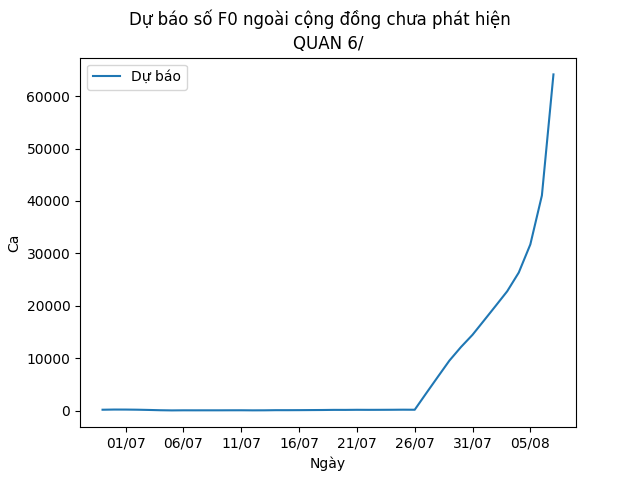 Dự báo số F0 ngoài cộng đồng chưa phát hiện
QUAN 6/
Dự báo
60000
50000
40000
30000
20000
10000
0
Ca
01/07 06/07 11/07 16/07 21/07 26/07 31/07 05/08
Ngày